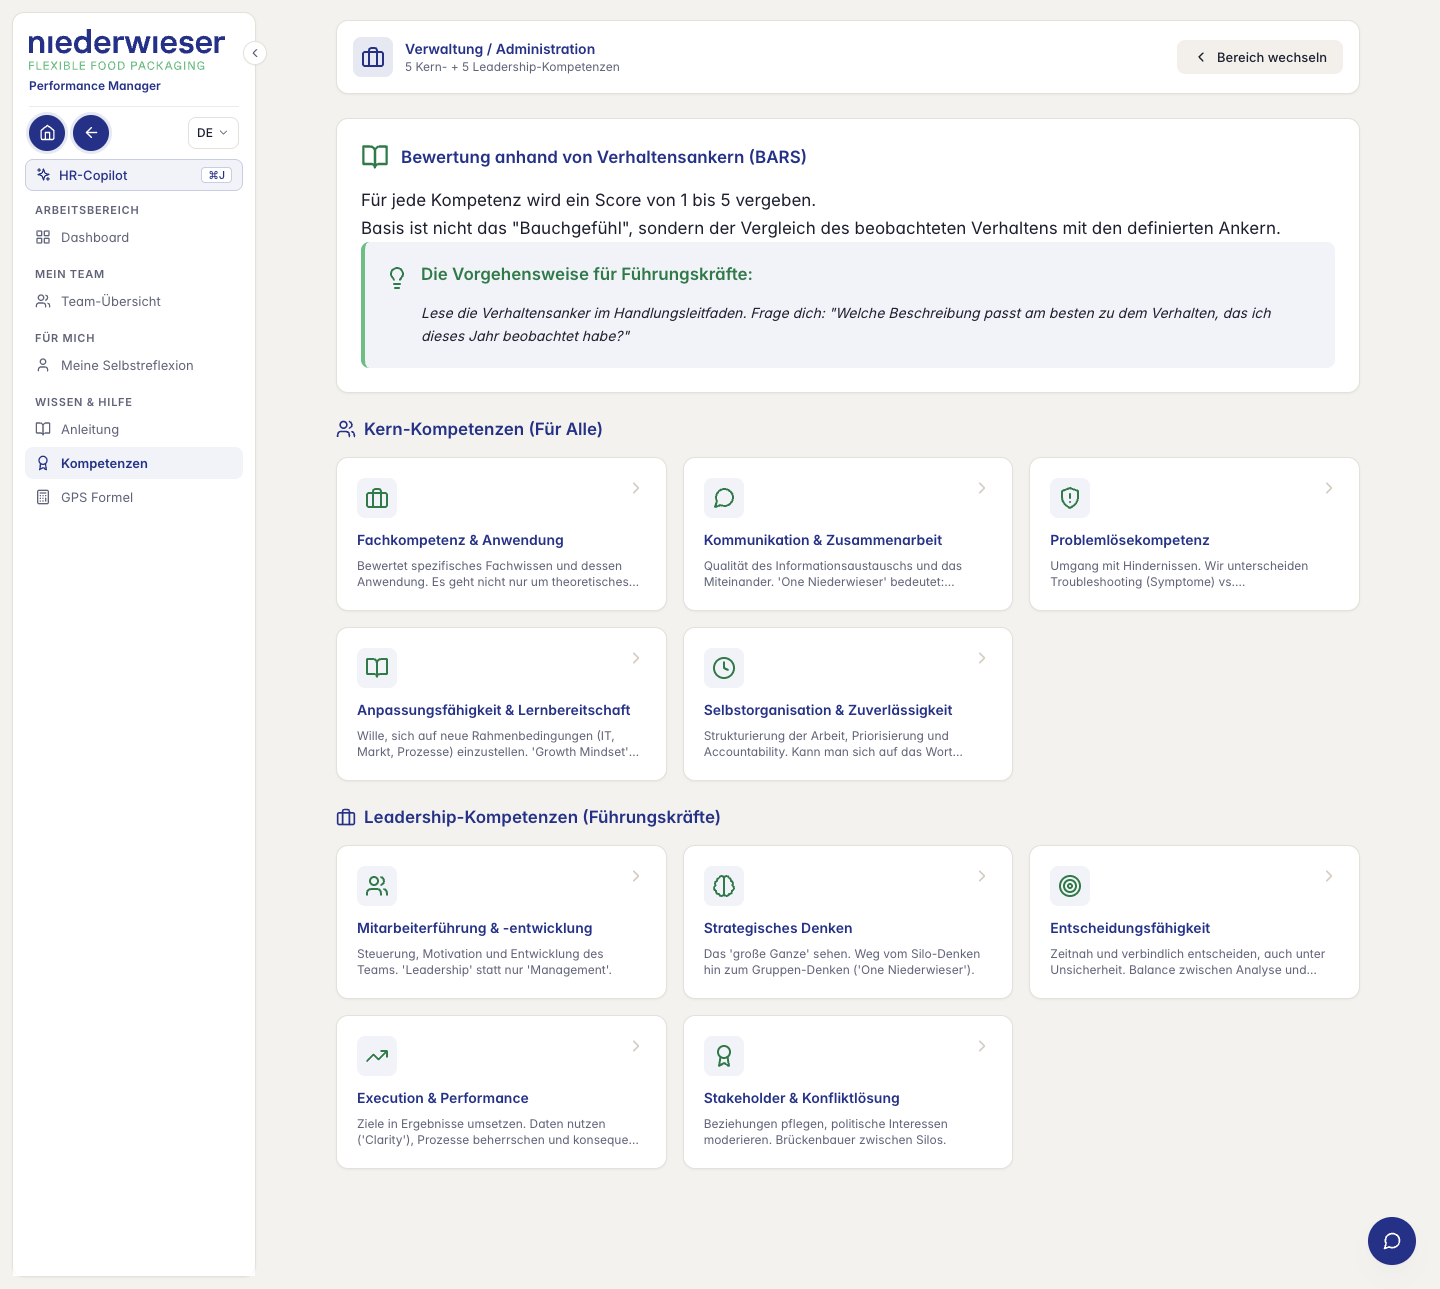 niederwieser
FLEXIBLE FOOD PACKAGING
Performance Manager
DE
HR-Copilot
⌘J
ARBEITSBEREICH
Dashboard
MEIN TEAM
Team-Übersicht
FÜR MICH
Meine Selbstreflexion
WISSEN & HILFE
Anleitung
Kompetenzen
GPS Formel
Verwaltung / Administration
5 Kern- + 5 Leadership-Kompetenzen
Bereich wechseln
Bewertung anhand von Verhaltensankern (BARS)
Für jede Kompetenz wird ein Score von 1 bis 5 vergeben.
Basis ist nicht das "Bauchgefühl", sondern der Vergleich des beobachteten Verhaltens mit den definierten Ankern.
Die Vorgehensweise für Führungskräfte:
Lese die Verhaltensanker im Handlungsleitfaden. Frage dich: "Welche Beschreibung passt am besten zu dem Verhalten, das ich
dieses Jahr beobachtet habe?"
Kern-Kompetenzen (Für Alle)
Fachkompetenz & Anwendung
Bewertet spezifisches Fachwissen und dessen
Anwendung. Es geht nicht nur um theoretisches...
Kommunikation & Zusammenarbeit
Qualität des Informationsaustauschs und das
Miteinander. 'One Niederwieser' bedeutet:...
Problemlösekompetenz
Umgang mit Hindernissen. Wir unterscheiden
Troubleshooting (Symptome) vs....
Anpassungsfähigkeit & Lernbereitschaft
Wille, sich auf neue Rahmenbedingungen (IT,
Markt, Prozesse) einzustellen. 'Growth Mindset'...
Selbstorganisation & Zuverlässigkeit
Strukturierung der Arbeit, Priorisierung und
Accountability. Kann man sich auf das Wort...
Leadership-Kompetenzen (Führungskräfte)
Mitarbeiterführung & -entwicklung
Steuerung, Motivation und Entwicklung des
Teams. 'Leadership' statt nur 'Management'.
Strategisches Denken
Das 'große Ganze' sehen. Weg vom Silo-Denken
hin zum Gruppen-Denken ('One Niederwieser').
Entscheidungsfähigkeit
Zeitnah und verbindlich entscheiden, auch unter
Unsicherheit. Balance zwischen Analyse und...
Execution & Performance
Ziele in Ergebnisse umsetzen. Daten nutzen
('Clarity'), Prozesse beherrschen und konseque...
Stakeholder & Konfliktlösung
Beziehungen pflegen, politische Interessen
moderieren. Brückenbauer zwischen Silos.